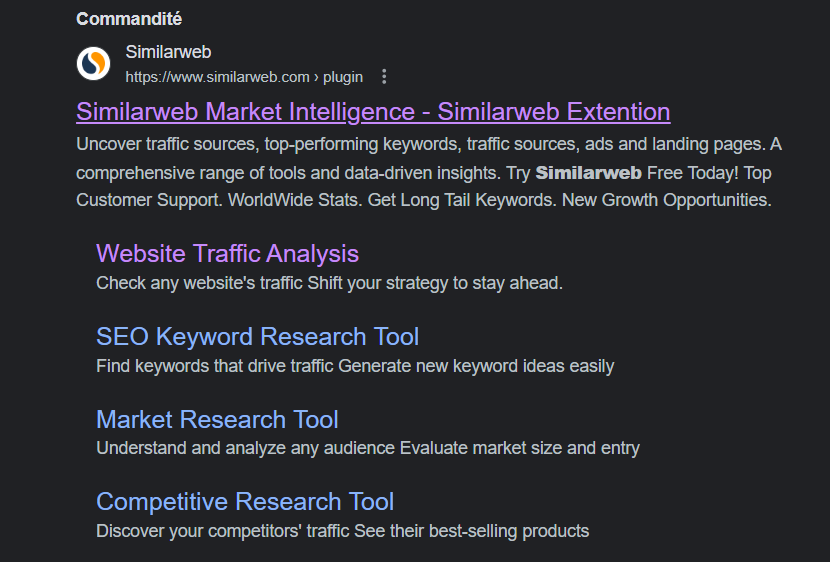 Commandité
Similarweb
https://www.similarweb.com › plugin
Similarweb Market Intelligence - Similarweb Extention
Uncover traffic sources, top-performing keywords, traffic sources, ads and landing pages. A
comprehensive range of tools and data-driven insights. Try Similarweb Free Today! Top
Customer Support. WorldWide Stats. Get Long Tail Keywords. New Growth Opportunities.
Website Traffic Analysis
Check any website's traffic Shift your strategy to stay ahead.
SEO Keyword Research Tool
Find keywords that drive traffic Generate new keyword ideas easily
Market Research Tool
Understand and analyze any audience Evaluate market size and entry
Competitive Research Tool
Discover your competitors' traffic See their best-selling products